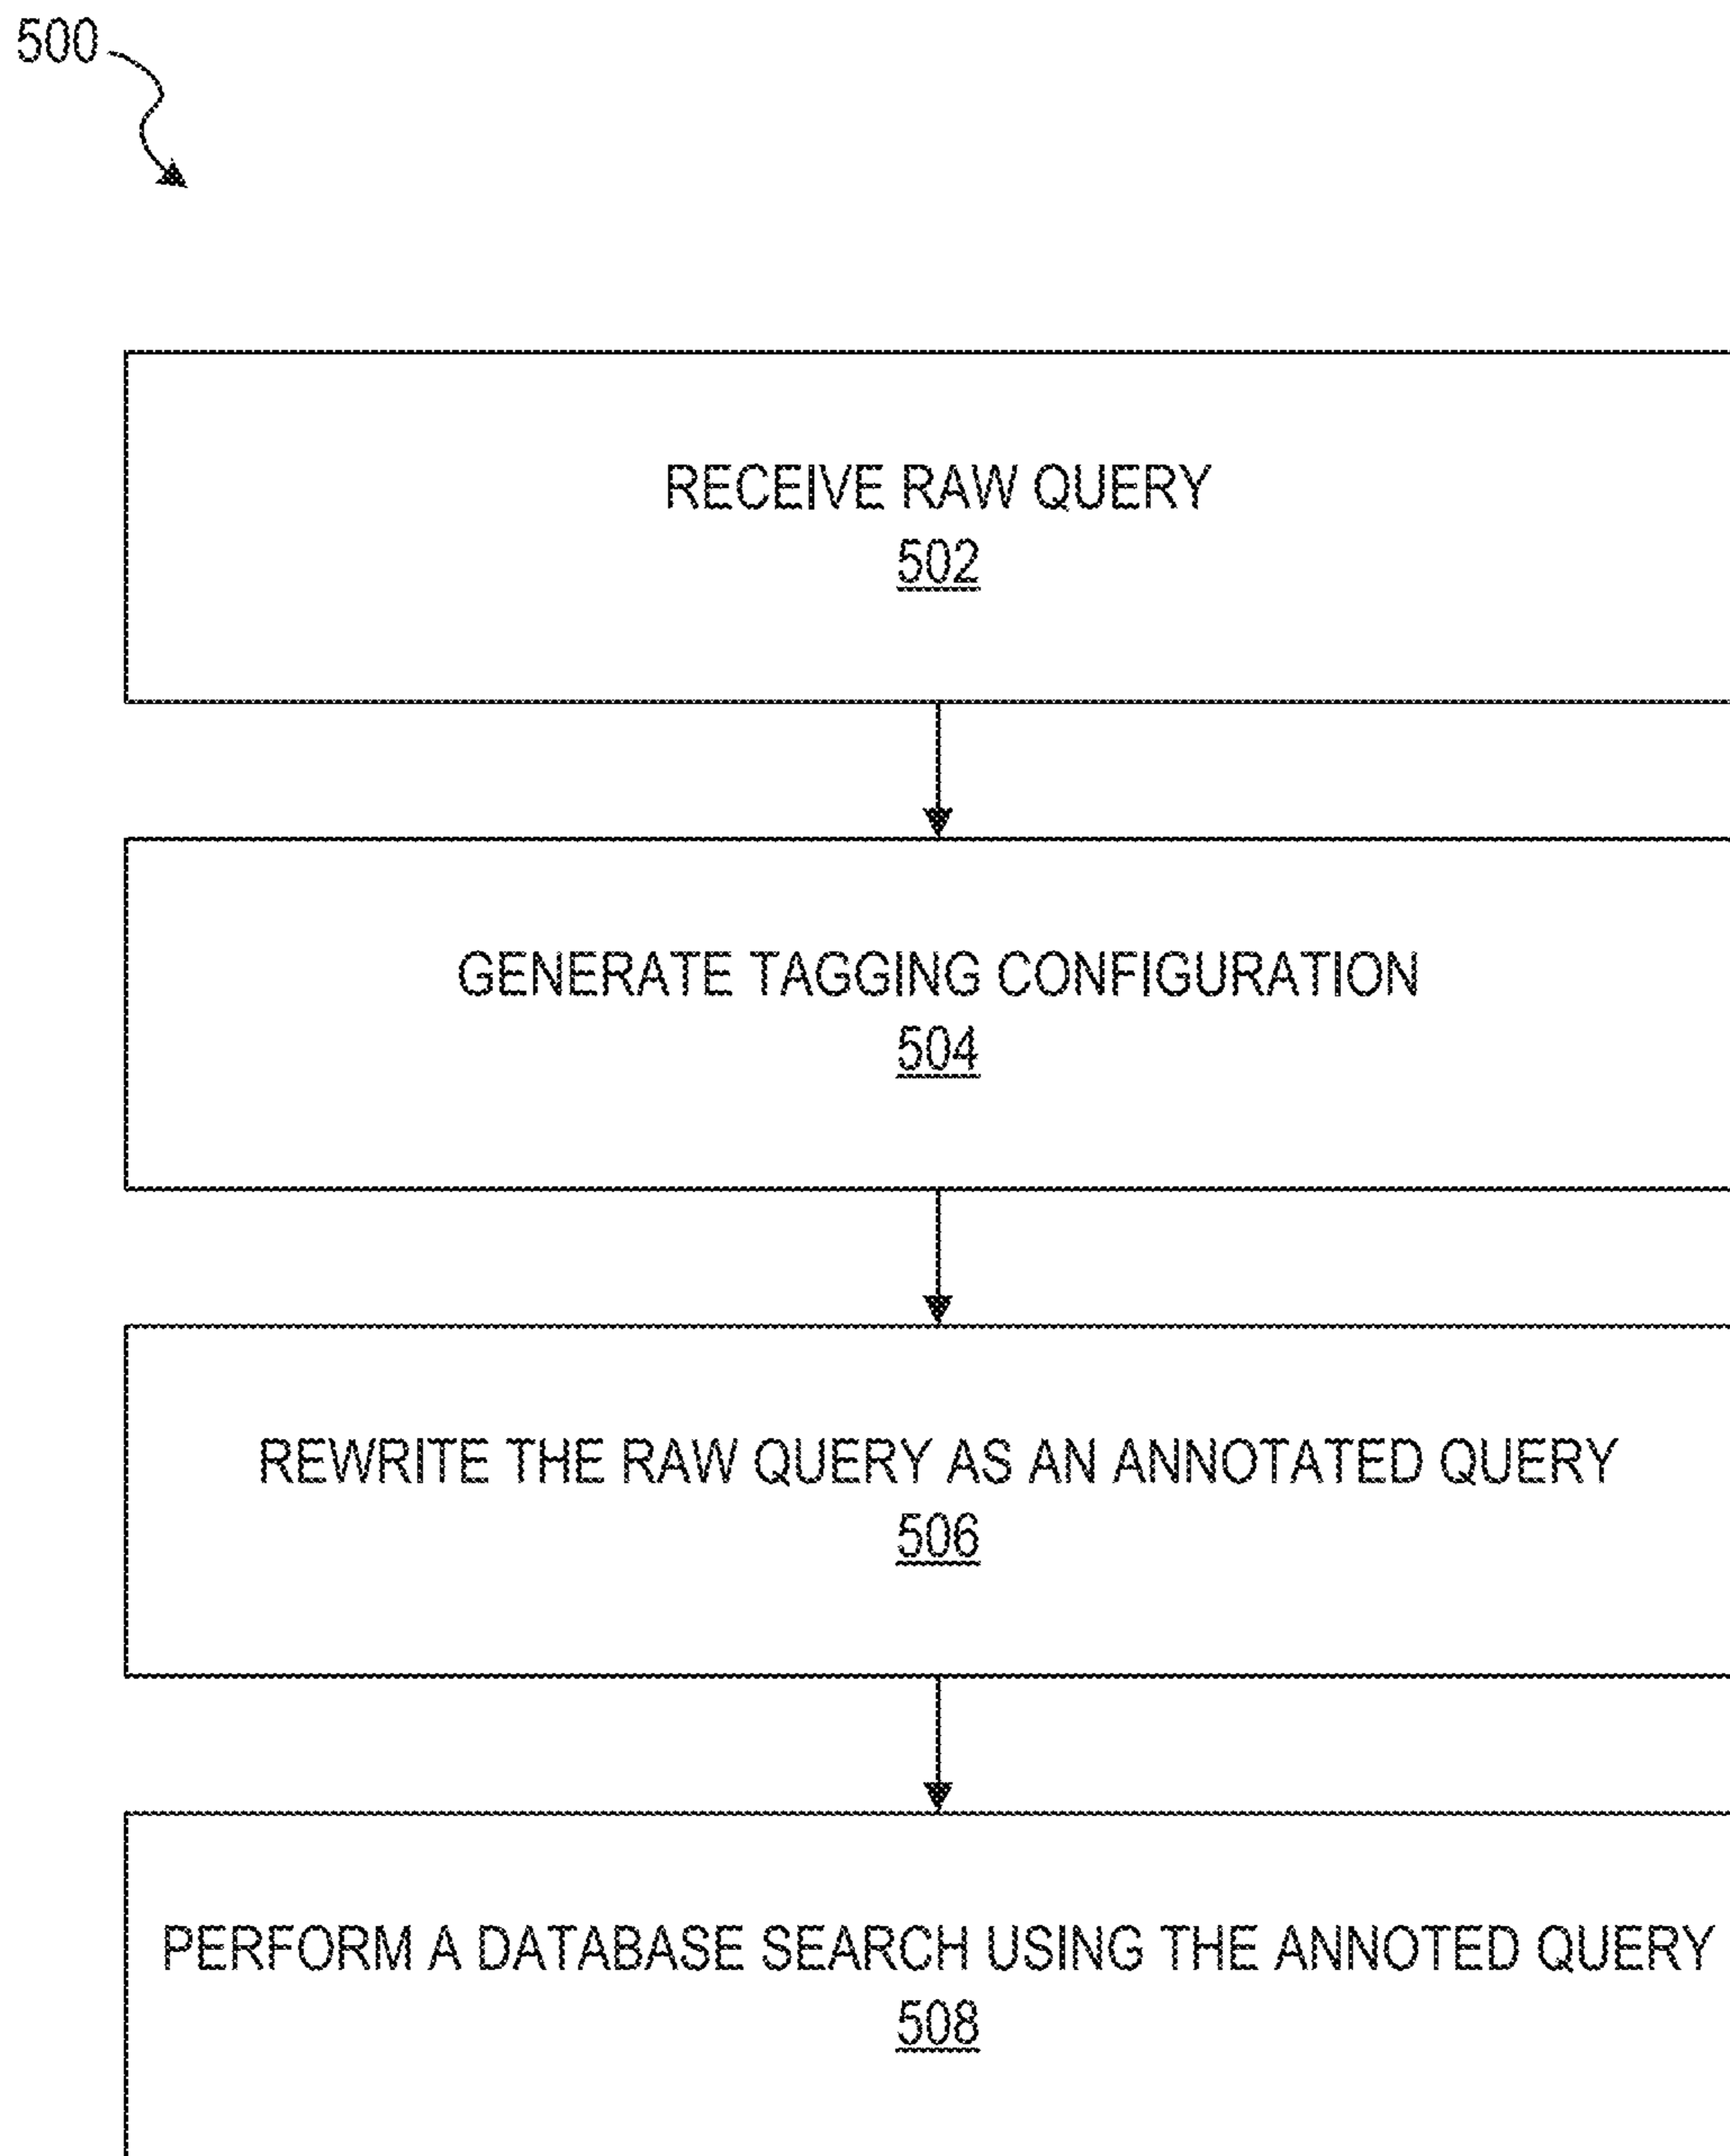 500
RECEIVE RAW QUERY
502
GENERATE TAGGING CONFIGURATION
504
REWRITE THE RAW QUERY AS AN ANNOTATED QUERY
506
PERFORM A DATABASE SEARCH USING THE ANNOTED QUERY
508